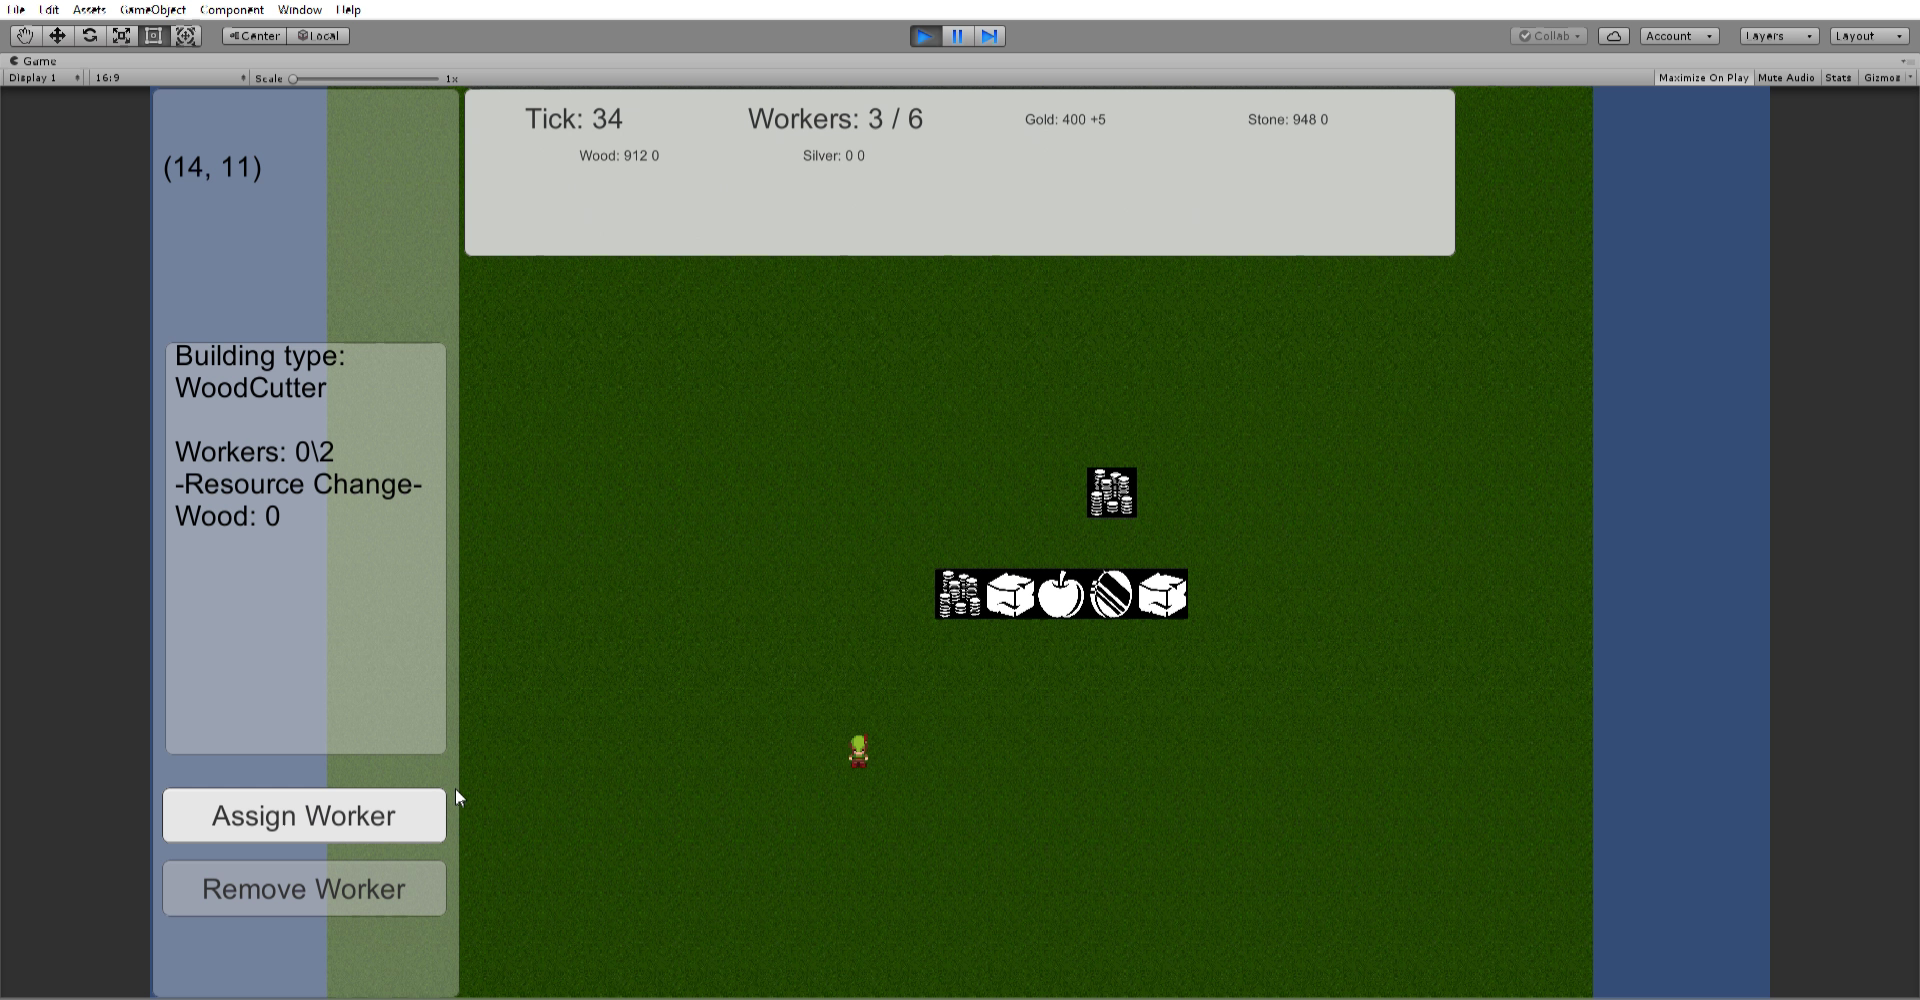 File Edit Assets GameObject Component Window Help
Center Local Collab Account Layers Layout
Game
Display 1 16:9 Scale 1x Maximize On Play Mute Audio Stats Gizmos
Tick: 34 Workers: 3 / 6 Gold: 400 +5 Stone: 948 0
Wood: 912 0 Silver: 0 0
(14, 11)
Building type:
WoodCutter
Workers: 0\2
-Resource Change-
Wood: 0
Assign Worker
Remove Worker